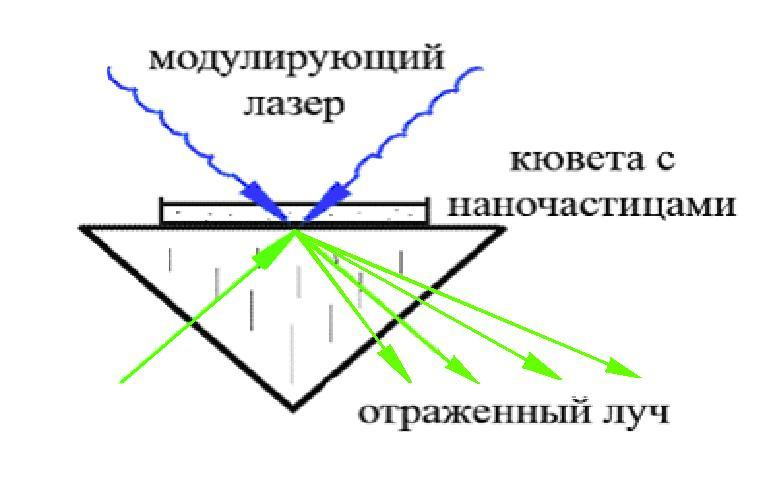 модулирующий
лазер
кювета с
наночастицами
отраженный луч